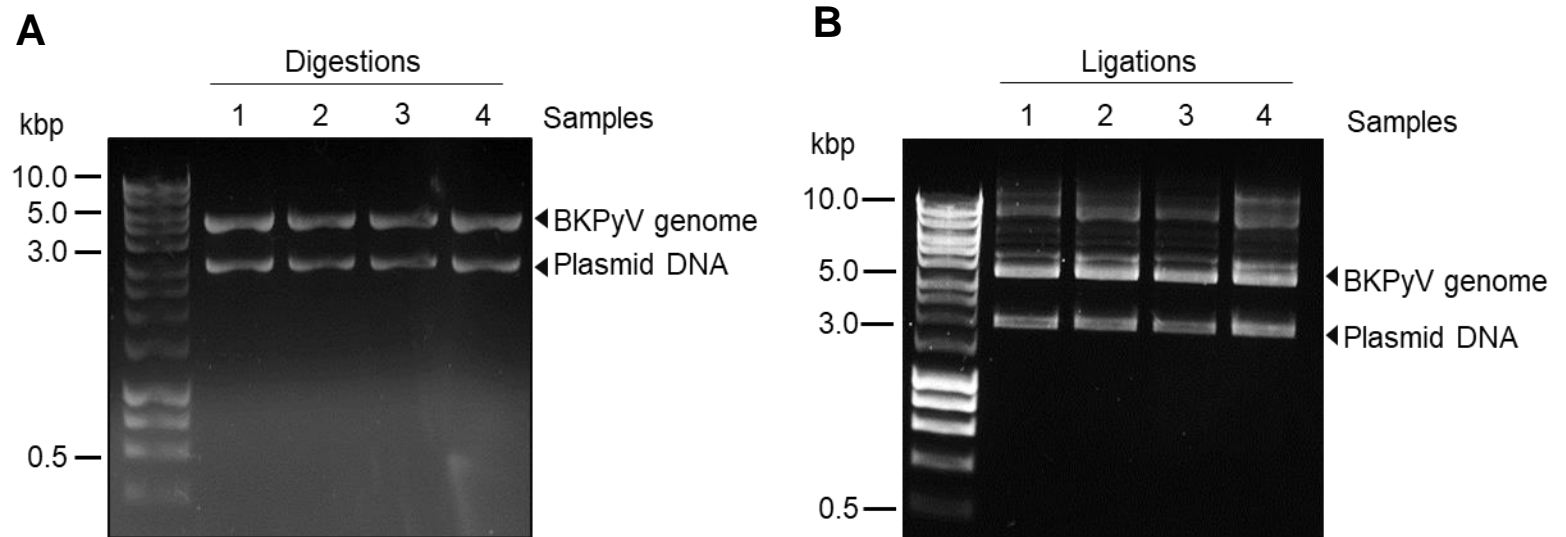 A
Digestions
1 2 3 4 Samples
kbp
10.0
5.0
BKPyV genome
3.0
Plasmid DNA
0.5
B
Ligations
1 2 3 4 Samples
kbp
10.0
5.0
BKPyV genome
3.0
Plasmid DNA
0.5